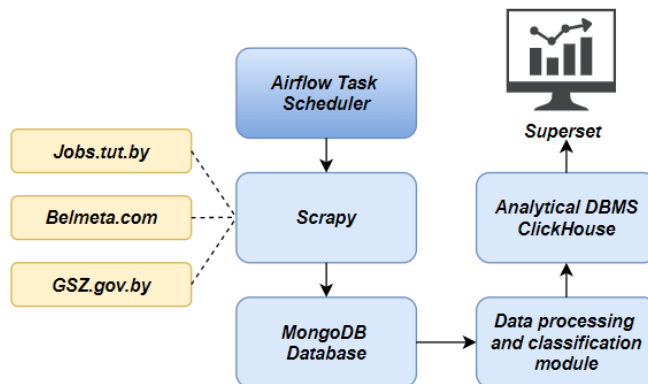 Airflow Task
Scheduler
Superset
Jobs.tut.by
Belmeta.com
GSZ.gov.by
Scrapy
Analytical DBMS
ClickHouse
MongoDB
Database
Data processing
and classification
module